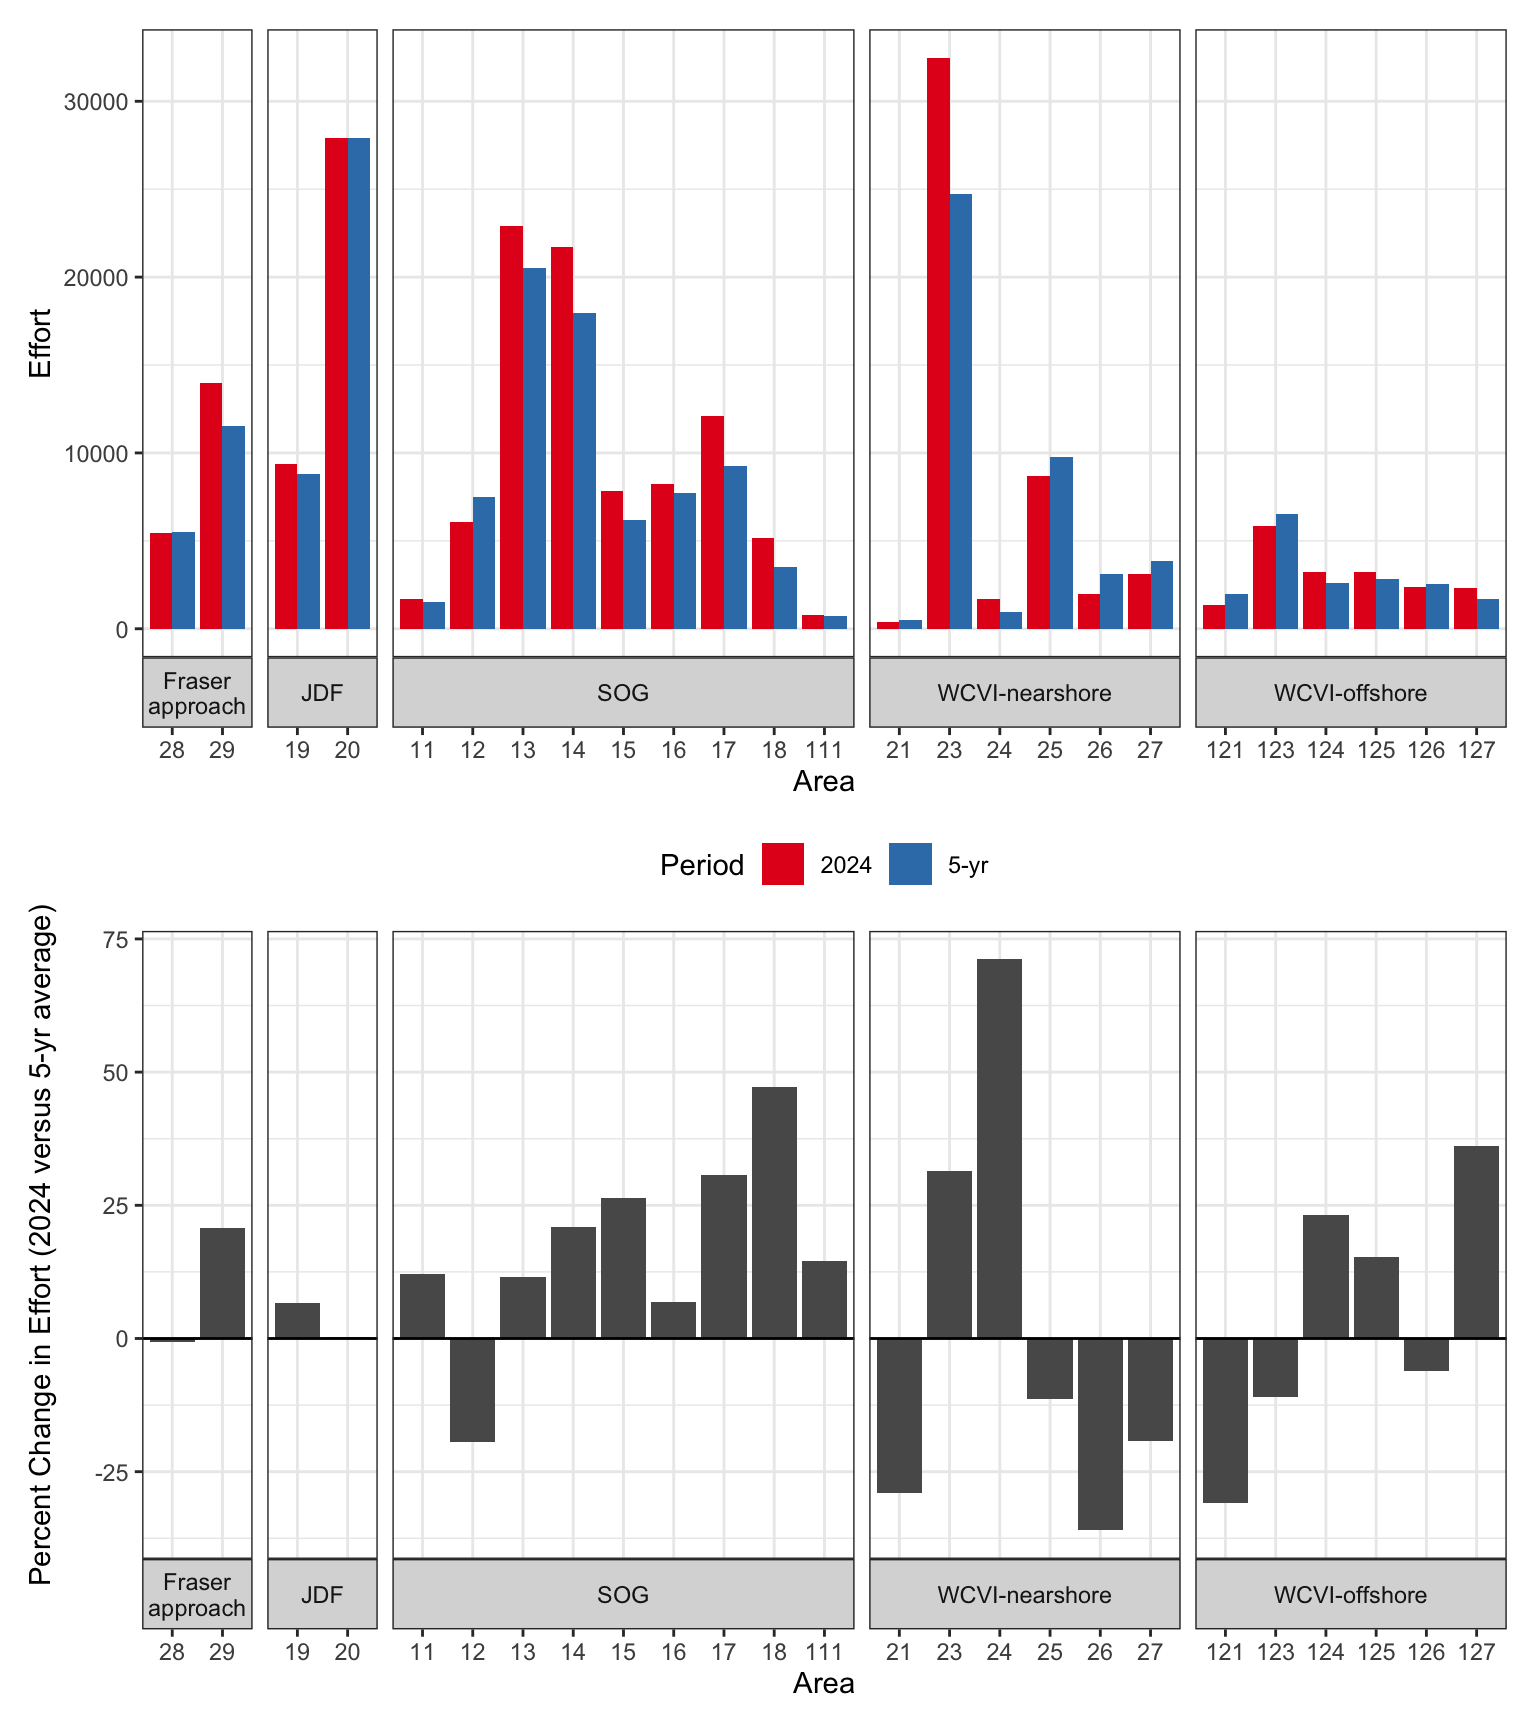 Effort
30000
20000
10000
0
Fraser
approach
JDF
SOG
WCVI-nearshore
WCVI-offshore
28 29 19 20 11 12 13 14 15 16 17 18 111 21 23 24 25 26 27 121 123 124 125 126 127
Area
Period 2024 5-yr
Percent Change in Effort (2024 versus 5-yr average)
75
50
25
0
-25
Fraser
approach
JDF
SOG
WCVI-nearshore
WCVI-offshore
28 29 19 20 11 12 13 14 15 16 17 18 111 21 23 24 25 26 27 121 123 124 125 126 127
Area